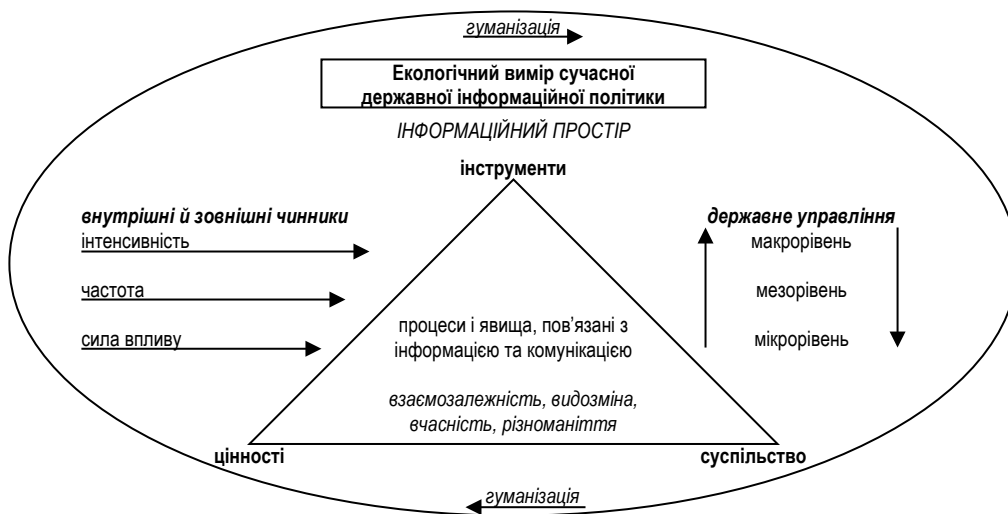 гуманізація
Екологічний вимір сучасної
державної інформаційної політики
ІНФОРМАЦІЙНИЙ ПРОСТІР
інструменти
внутрішні й зовнішні чинники
інтенсивність
частота
сила впливу
державне управління
макрорівень
мезорівень
мікрорівень
процеси і явища, пов’язані з
інформацією та комунікацією
взаємозалежність, видозміна,
вчасність, різноманіття
цінності
суспільство
гуманізація